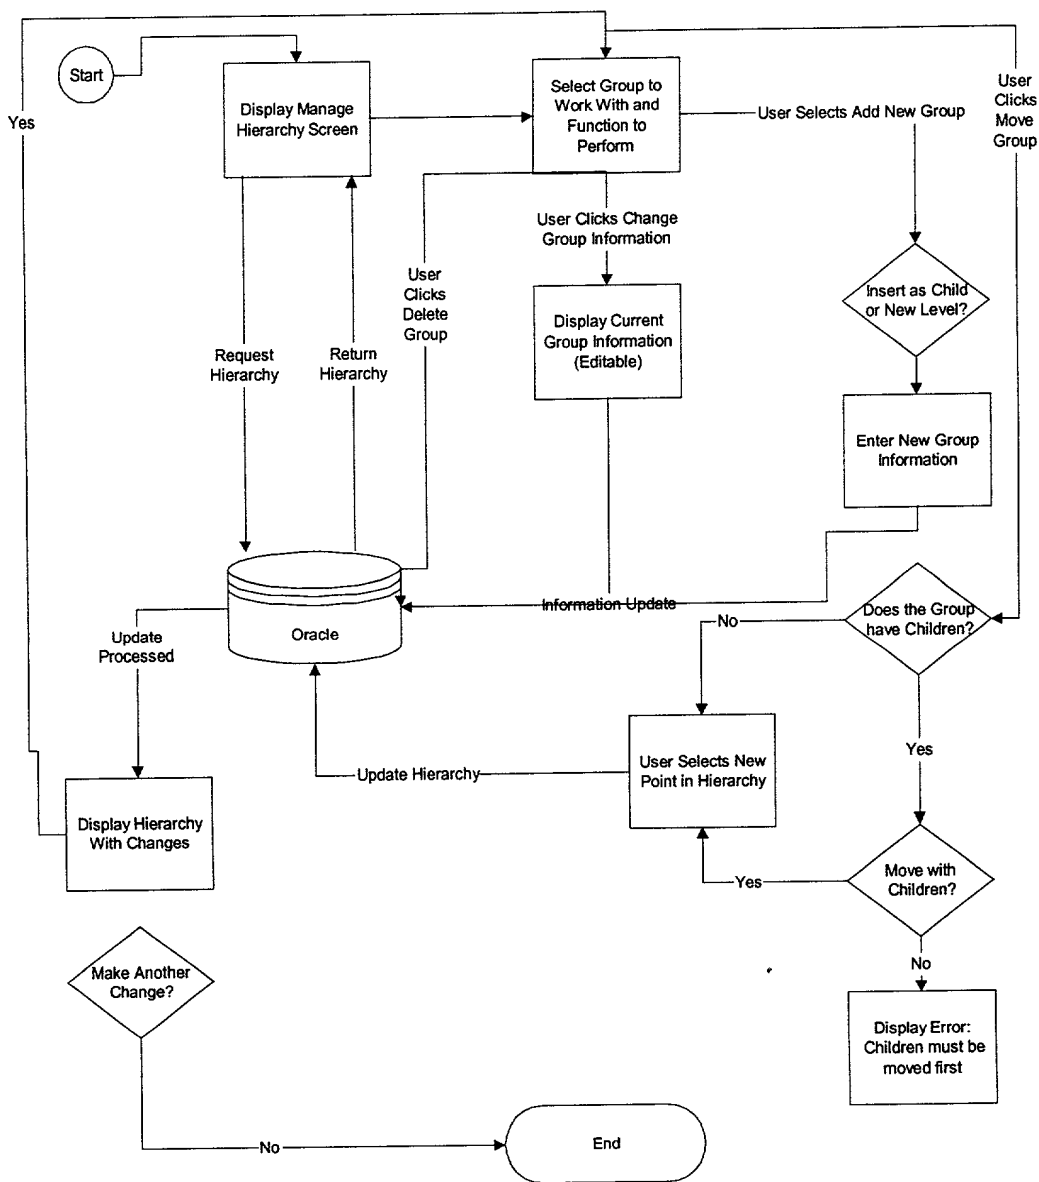 Start
Yes
Display Manage
Hierarchy Screen
Select Group to
Work With and
Function to
Perform
User Selects Add New Group
User
Clicks
Move
Group
User Clicks Change
Group Information
User
Clicks
Delete
Group
Insert as Child
or New Level?
Display Current
Group Information
(Editable)
Request
Hierarchy
Return
Hierarchy
Enter New Group
Information
Oracle
Information Update
Does the Group
have Children?
No
Update
Processed
Yes
User Selects New
Point in Hierarchy
Update Hierarchy
Display Hierarchy
With Changes
Move with
Children?
Yes
No
Make Another
Change?
Display Error:
Children must be
moved first
No
End